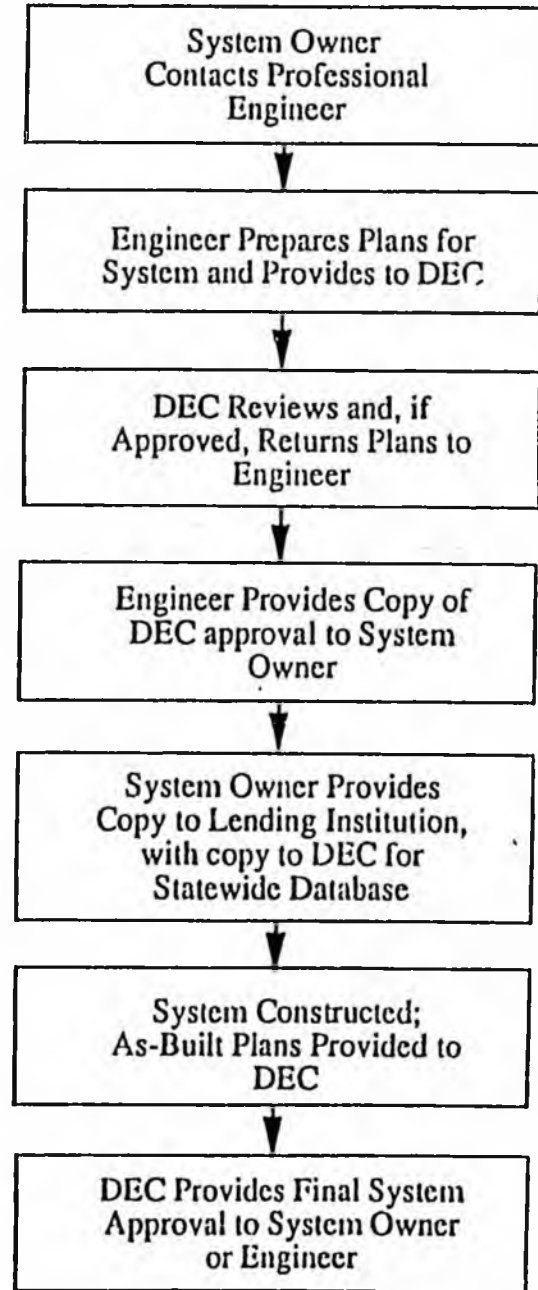 System Owner
Contacts Professional
Engineer
Engineer Prepares Plans for
System and Provides to DEC
DEC Reviews and, if
Approved, Returns Plans to
Engineer
Engineer Provides Copy of
DEC approval to System
Owner
System Owner Provides
Copy to Lending Institution,
with copy to DEC for
Statewide Database
System Constructed;
As-Built Plans Provided to
DEC
DEC Provides Final System
Approval to System Owner
or Engineer